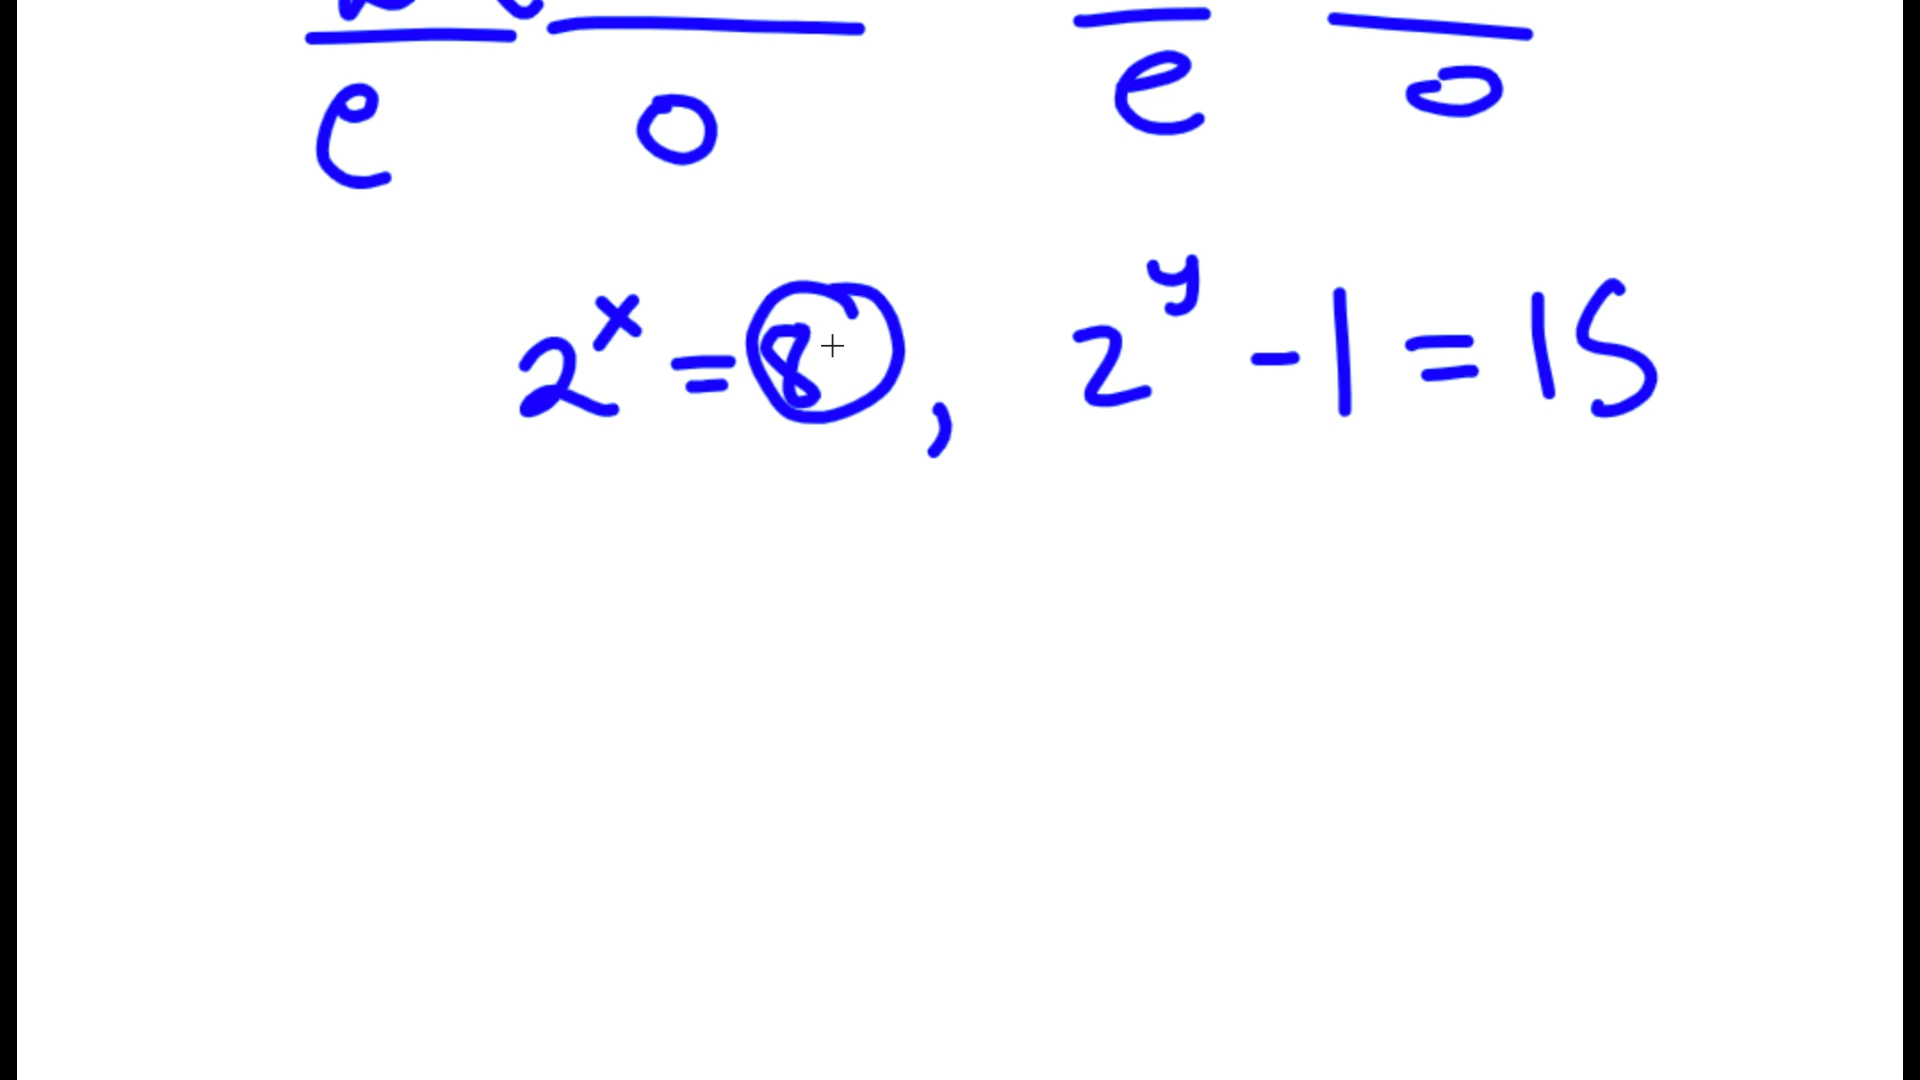 e o e o
2^x = 8, 2^y - 1 = 15